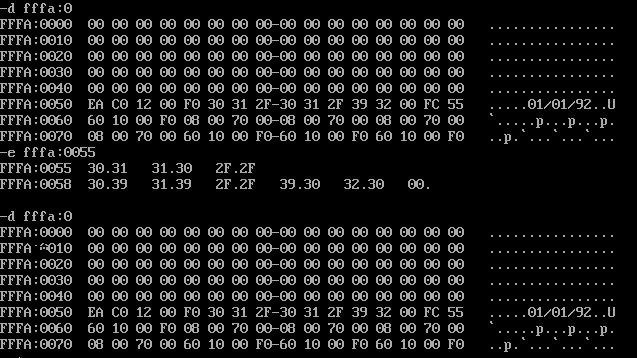 -d fffa:0
FFFA:0000  00 00 00 00 00 00 00 00-00 00 00 00 00 00 00 00   ................
FFFA:0010  00 00 00 00 00 00 00 00-00 00 00 00 00 00 00 00   ................
FFFA:0020  00 00 00 00 00 00 00 00-00 00 00 00 00 00 00 00   ................
FFFA:0030  00 00 00 00 00 00 00 00-00 00 00 00 00 00 00 00   ................
FFFA:0040  00 00 00 00 00 00 00 00-00 00 00 00 00 00 00 00   ................
FFFA:0050  EA C0 12 00 F0 30 31 2F-30 31 2F 39 32 00 FC 55   .....01/01/92..U
FFFA:0060  60 10 00 F0 08 00 70 00-08 00 70 00 08 00 70 00   `.....p...p...p.
FFFA:0070  08 00 70 00 60 10 00 F0-60 10 00 F0 60 10 00 F0   ..p.`...`...`...
-e fffa:0055
FFFA:0055  30.31   31.30   2F.2F
FFFA:0058  30.39   31.39   2F.2F   39.30   32.30   00.
-d fffa:0
FFFA:0000  00 00 00 00 00 00 00 00-00 00 00 00 00 00 00 00   ................
FFFA:0010  00 00 00 00 00 00 00 00-00 00 00 00 00 00 00 00   ................
FFFA:0020  00 00 00 00 00 00 00 00-00 00 00 00 00 00 00 00   ................
FFFA:0030  00 00 00 00 00 00 00 00-00 00 00 00 00 00 00 00   ................
FFFA:0040  00 00 00 00 00 00 00 00-00 00 00 00 00 00 00 00   ................
FFFA:0050  EA C0 12 00 F0 30 31 2F-30 31 2F 39 32 00 FC 55   .....01/01/92..U
FFFA:0060  60 10 00 F0 08 00 70 00-08 00 70 00 08 00 70 00   `.....p...p...p.
FFFA:0070  08 00 70 00 60 10 00 F0-60 10 00 F0 60 10 00 F0   ..p.`...`...`...